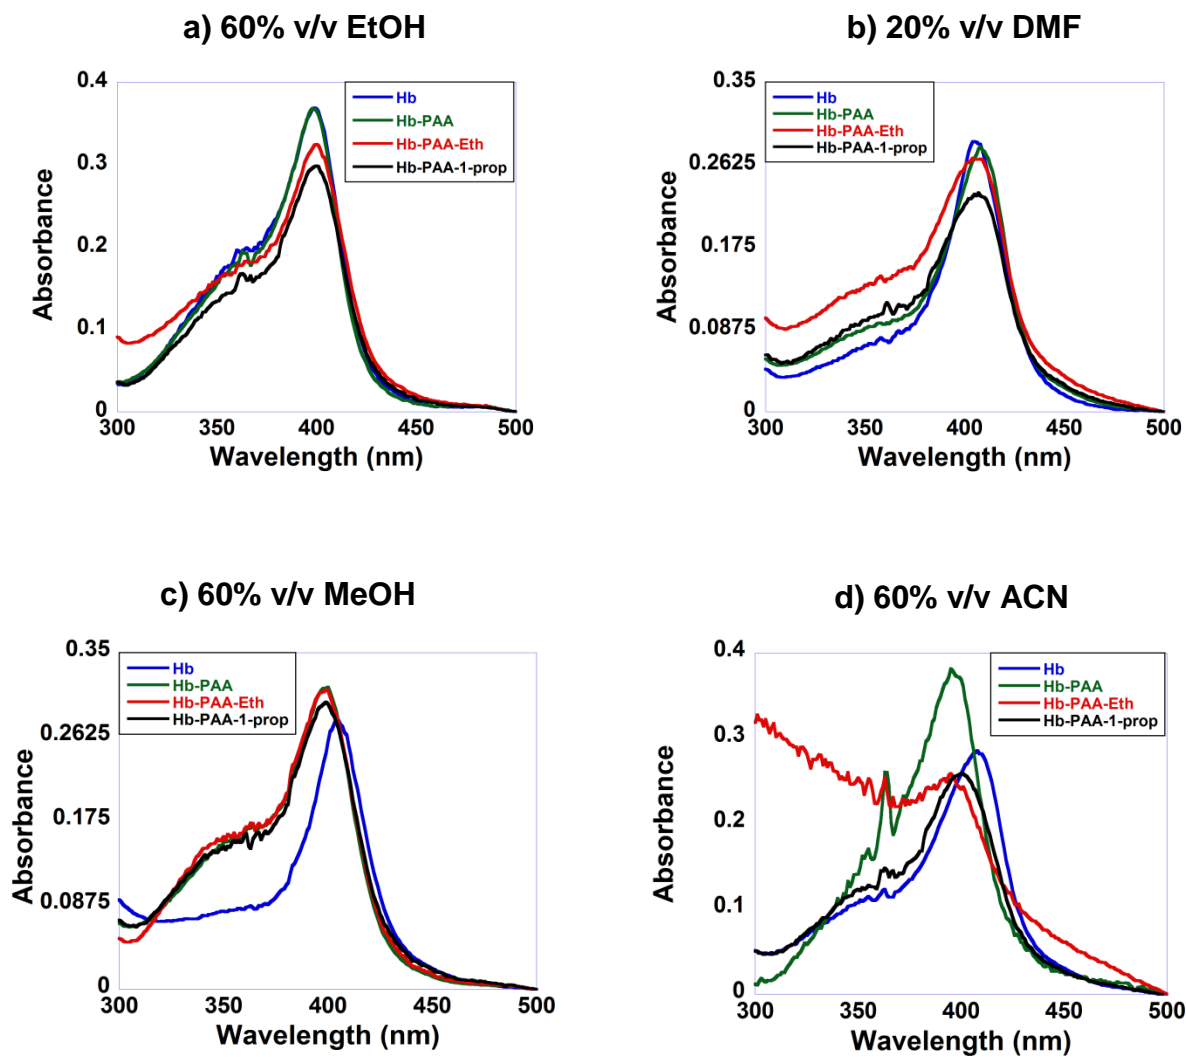 a) 60% v/v EtOH
0.4
0.3
0.2
0.1
0
Absorbance
Hb
Hb-PAA
Hb-PAA-Eth
Hb-PAA-1-prop
300
350
400
450
500
Wavelength (nm)
b) 20% v/v DMF
0.35
0.2625
0.175
0.0875
0
Absorbance
Hb
Hb-PAA
Hb-PAA-Eth
Hb-PAA-1-prop
300
350
400
450
500
Wavelength (nm)
c) 60% v/v MeOH
0.35
0.2625
0.175
0.0875
0
Absorbance
Hb
Hb-PAA
Hb-PAA-Eth
Hb-PAA-1-prop
300
350
400
450
500
Wavelength (nm)
d) 60% v/v ACN
0.4
0.3
0.2
0.1
0
Absorbance
Hb
Hb-PAA
Hb-PAA-Eth
Hb-PAA-1-prop
300
350
400
450
500
Wavelength (nm)